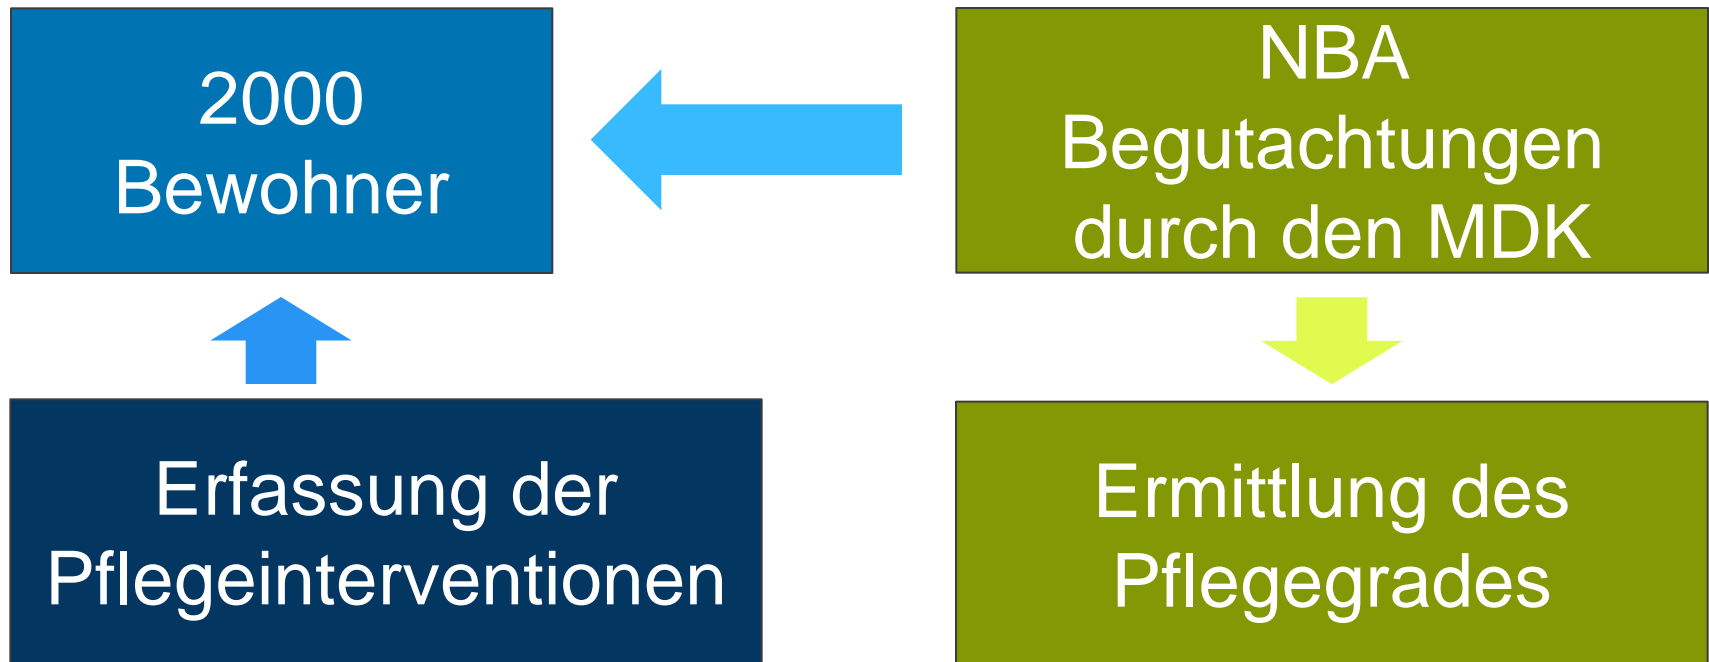 2000
Bewohner
NBA
Begutachtungen
durch den MDK
Erfassung der
Pflegeinterventionen
Ermittlung des
Pflegegrades